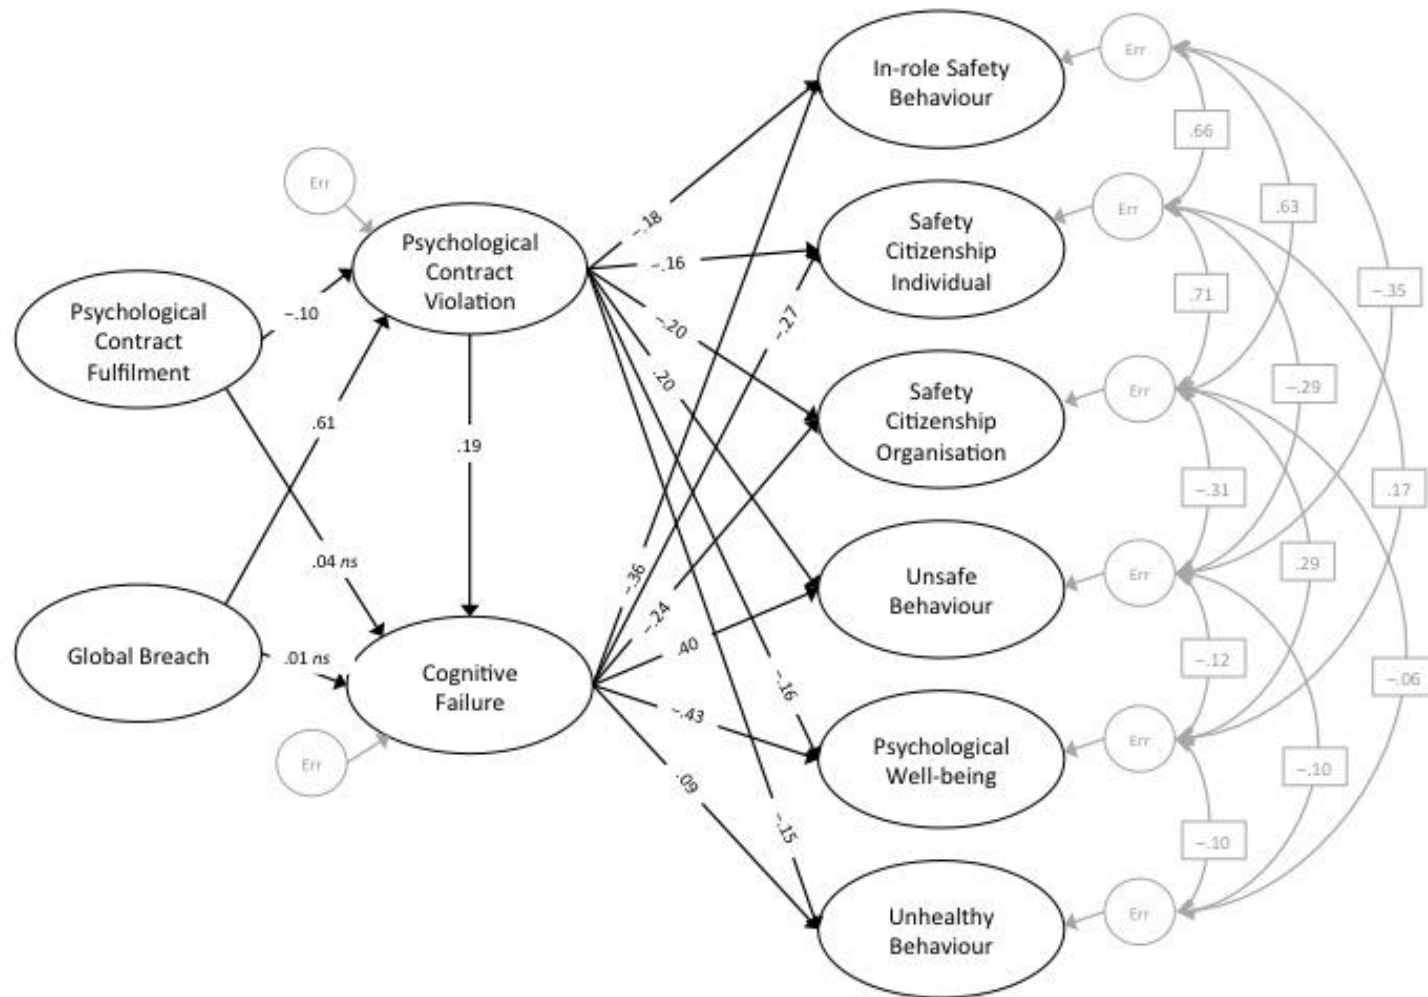 In-role Safety
Behaviour
Err
.66
Err
Safety
Citizenship
Individual
Err
.63
Psychological
Contract
Violation
−.18
−.16
−.27
.71
−.35
Psychological
Contract
Fulfilment
−.10
−.20
.20
Safety
Citizenship
Organisation
Err
−.29
.61
.19
−.31
.17
.04 ns
−.36
−.24
Unsafe
Behaviour
Err
.29
Global Breach
.01 ns
Cognitive
Failure
.40
−.12
−.06
−.16
−.43
Err
Psychological
Well-being
Err
−.10
.09
−.15
−.10
Unhealthy
Behaviour
Err